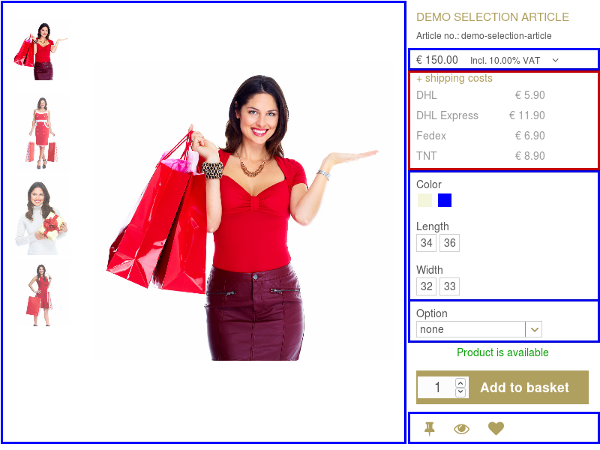 DEMO SELECTION ARTICLE
Article no.: demo-selection-article
€ 150.00 Incl. 10.00% VAT
+ shipping costs
DHL € 5.90
DHL Express € 11.90
Fedex € 6.90
TNT € 8.90
Color
Length
34 36
Width
32 33
Option
none
Product is available
1 Add to basket